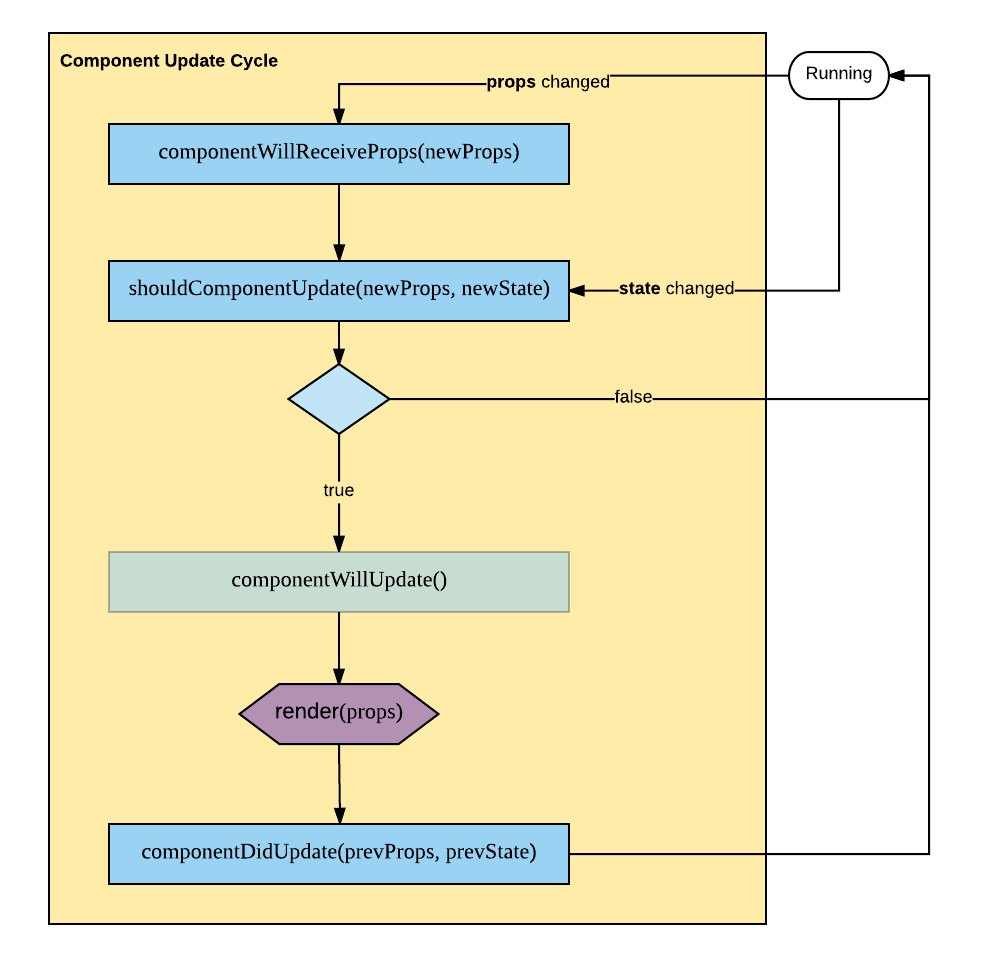 Component Update Cycle
Running
props changed
componentWillReceiveProps(newProps)
shouldComponentUpdate(newProps, newState)
state changed
false
true
componentWillUpdate()
render(props)
componentDidUpdate(prevProps, prevState)